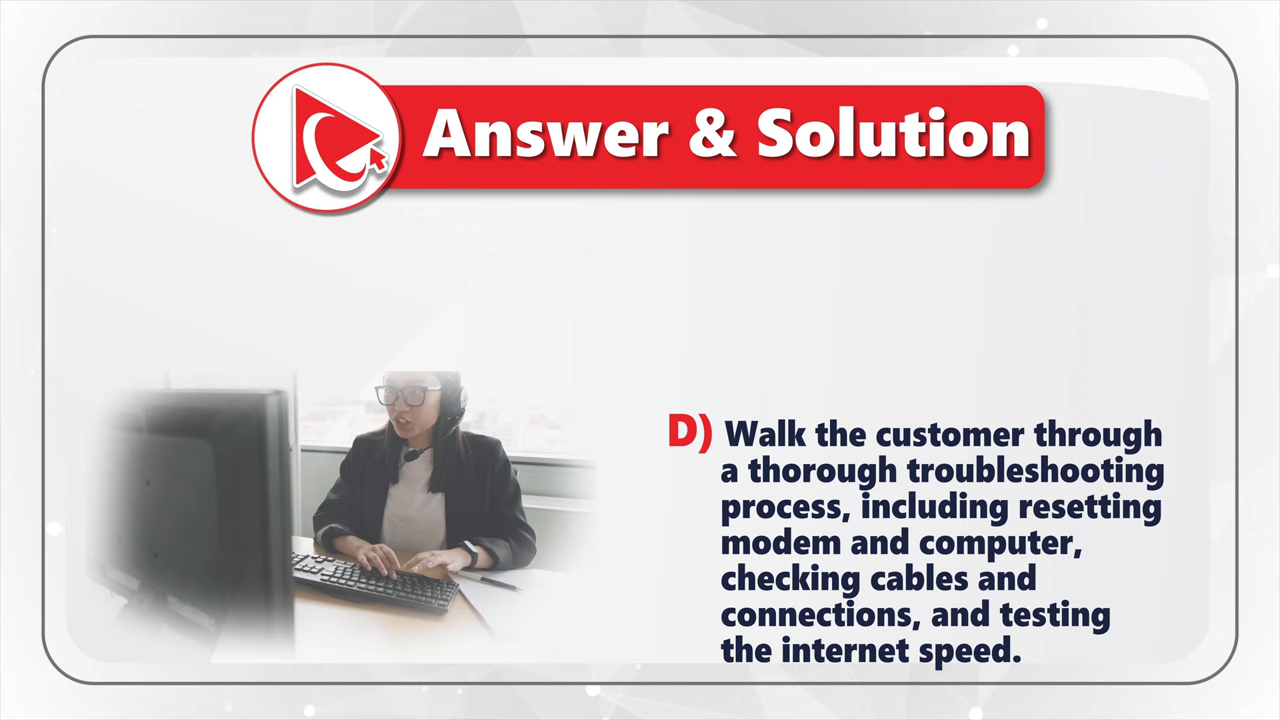 Answer & Solution
D) Walk the customer through
a thorough troubleshooting
process, including resetting
modem and computer,
checking cables and
connections, and testing
the internet speed.